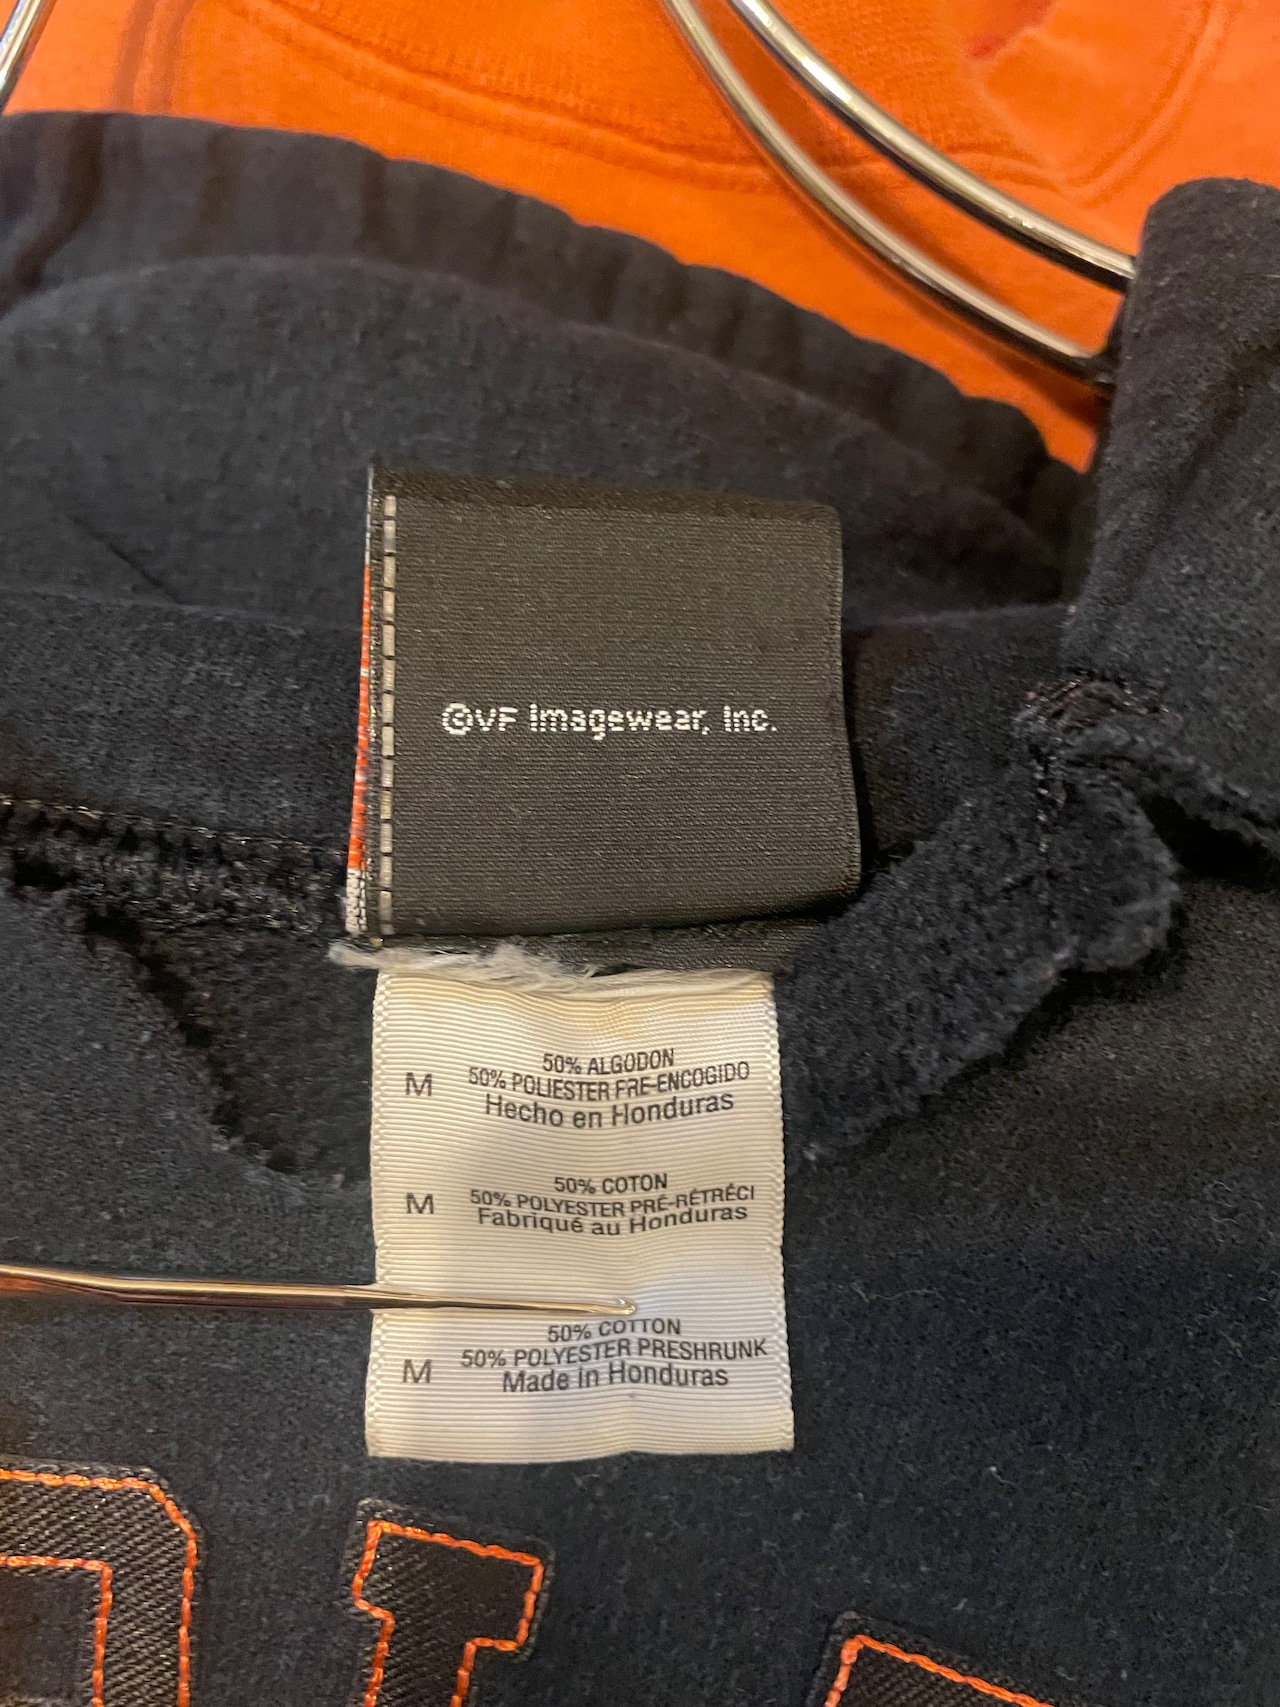 ©VF Imagewear, Inc.
50% ALGODON
M 50% POLIESTER PRE-ENCOGIDO
Hecho en Honduras
50% COTON
M 50% POLYESTER PRÉ-RÉTRÉCI
Fabriqué au Honduras
50% COTTON
M 50% POLYESTER PRESHRUNK
Made in Honduras